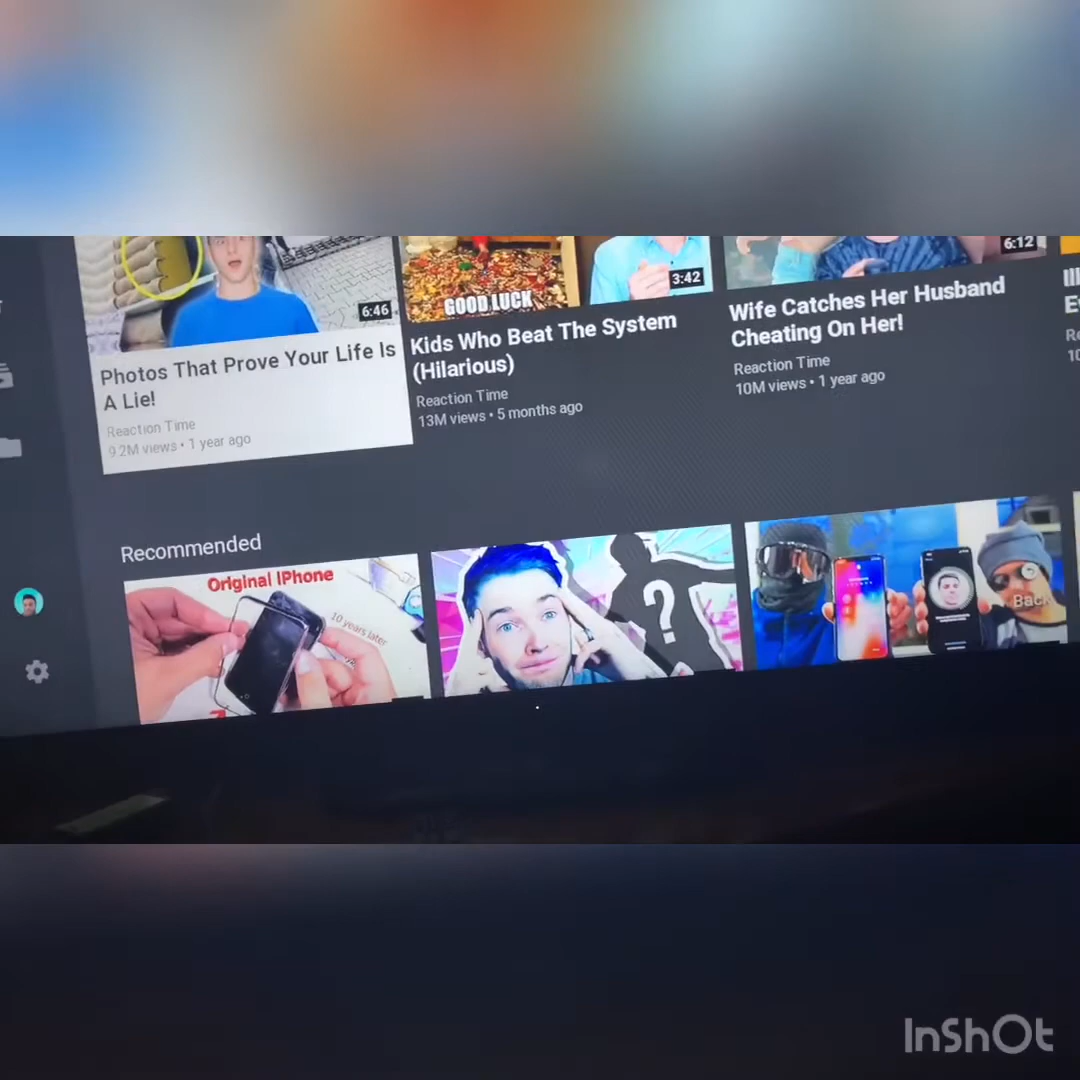 6:46
3:42
6:12
GOOD LUCK
Photos That Prove Your Life Is
A Lie!
Reaction Time
9.2M views • 1 year ago
Kids Who Beat The System
(Hilarious)
Reaction Time
13M views • 5 months ago
Wife Catches Her Husband
Cheating On Her!
Reaction Time
10M views • 1 year ago
Recommended
Original IPhone
10 years later
?
Back
InShOt